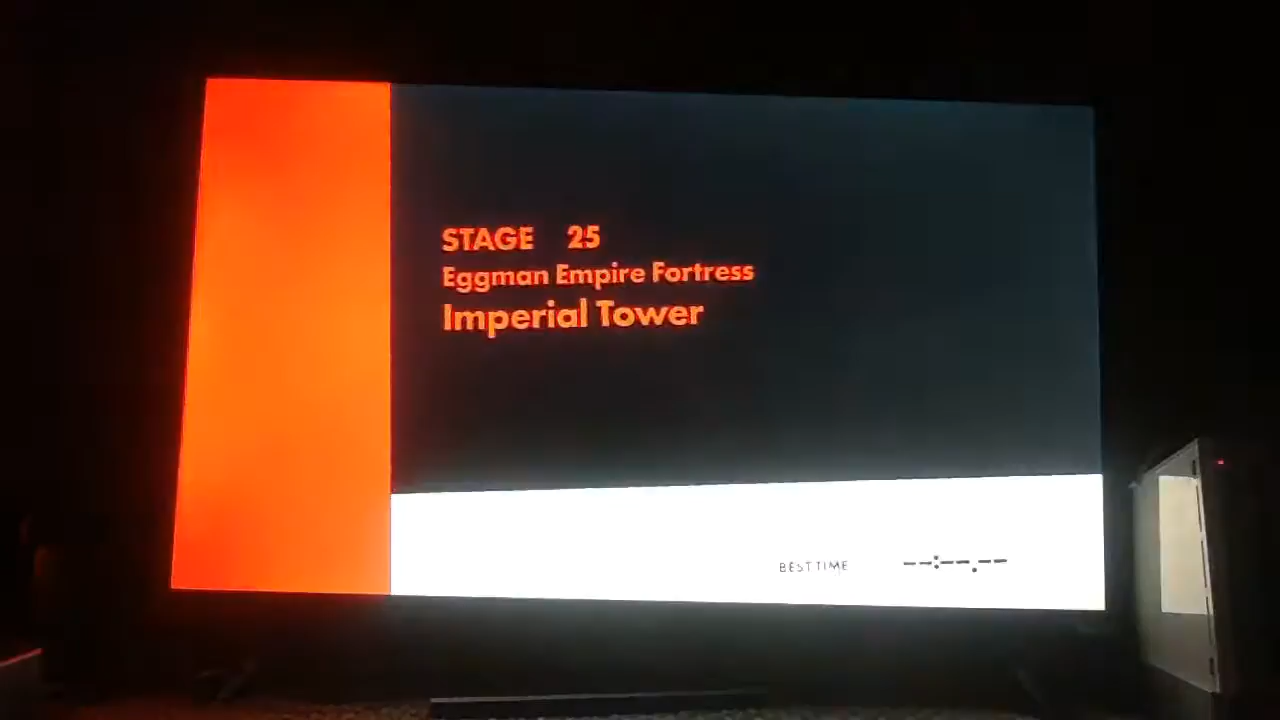 STAGE 25
Eggman Empire Fortress
Imperial Tower
BEST TIME --:--.--